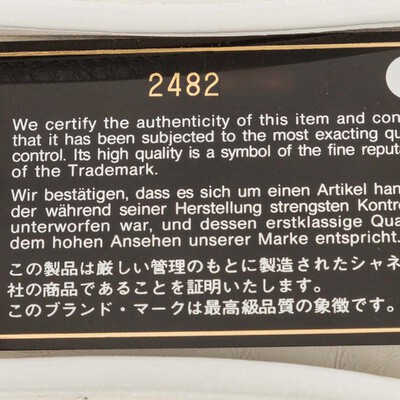 2482
We certify the authenticity of this item and con
that it has been subjected to the most exacting qu
control. Its high quality is a symbol of the fine reput
of the Trademark.
Wir bestätigen, dass es sich um einen Artikel han
der während seiner Herstellung strengsten Kontro
unterworfen war, und dessen erstklassige Qua
dem hohen Ansehen unserer Marke entspricht.
この製品は厳しい管理のもとに製造されたシャネ
社の商品であることを証明いたします。
このブランド・マークは最高級品質の象徴です。